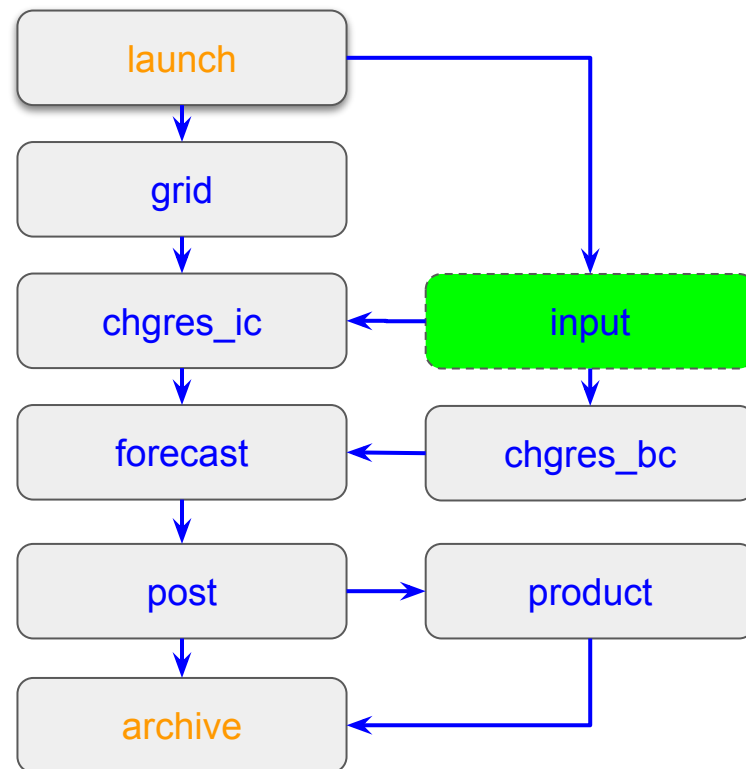 launch
grid
chgres_ic
input
forecast
chgres_bc
post
product
archive